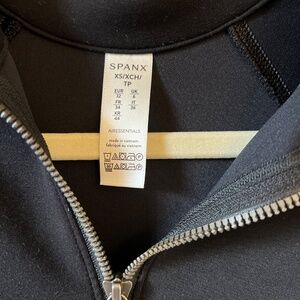 SPANX
XS/XCH/
TP
EUR UK
32 6
FR IT
34 36
KR
44
AIRESSENTIALS
made in vietnam
fabriqué au vietnam